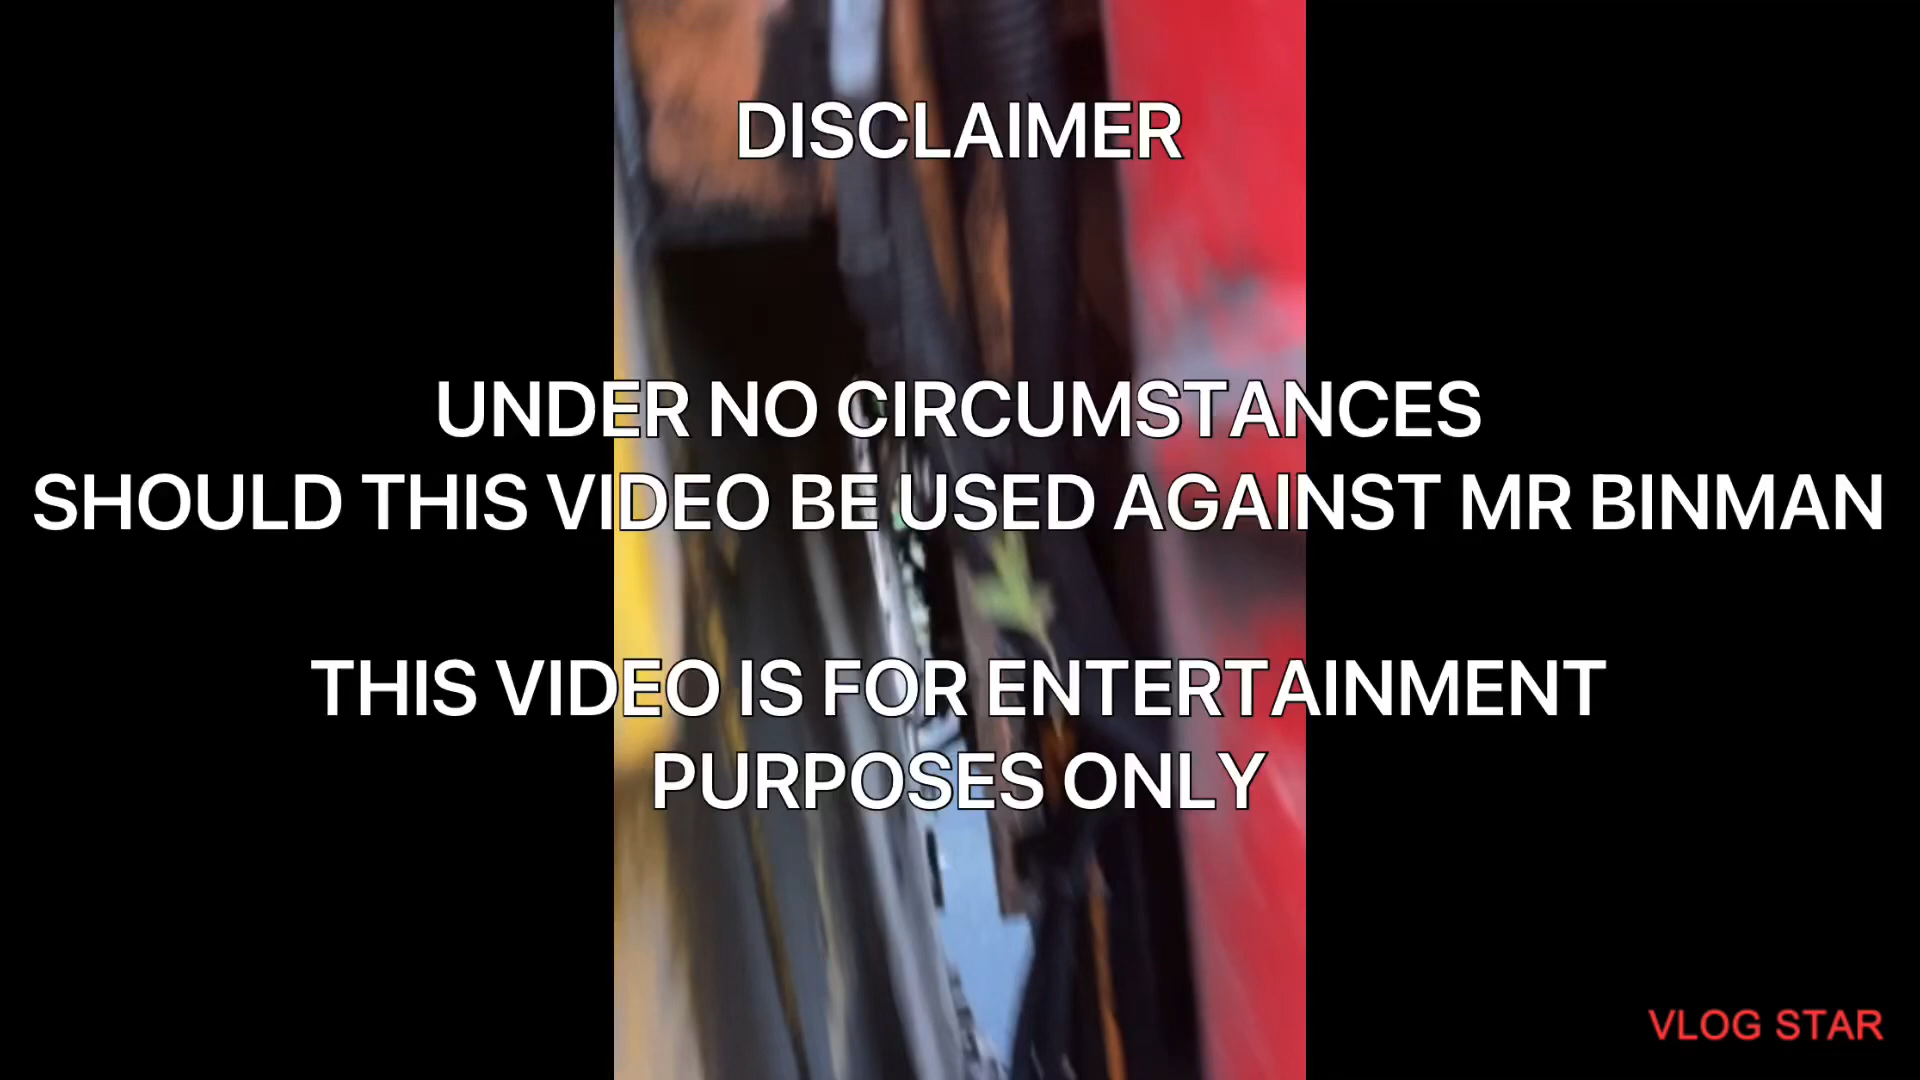 DISCLAIMER
UNDER NO CIRCUMSTANCES
SHOULD THIS VIDEO BE USED AGAINST MR BINMAN
THIS VIDEO IS FOR ENTERTAINMENT
PURPOSES ONLY
VLOG STAR